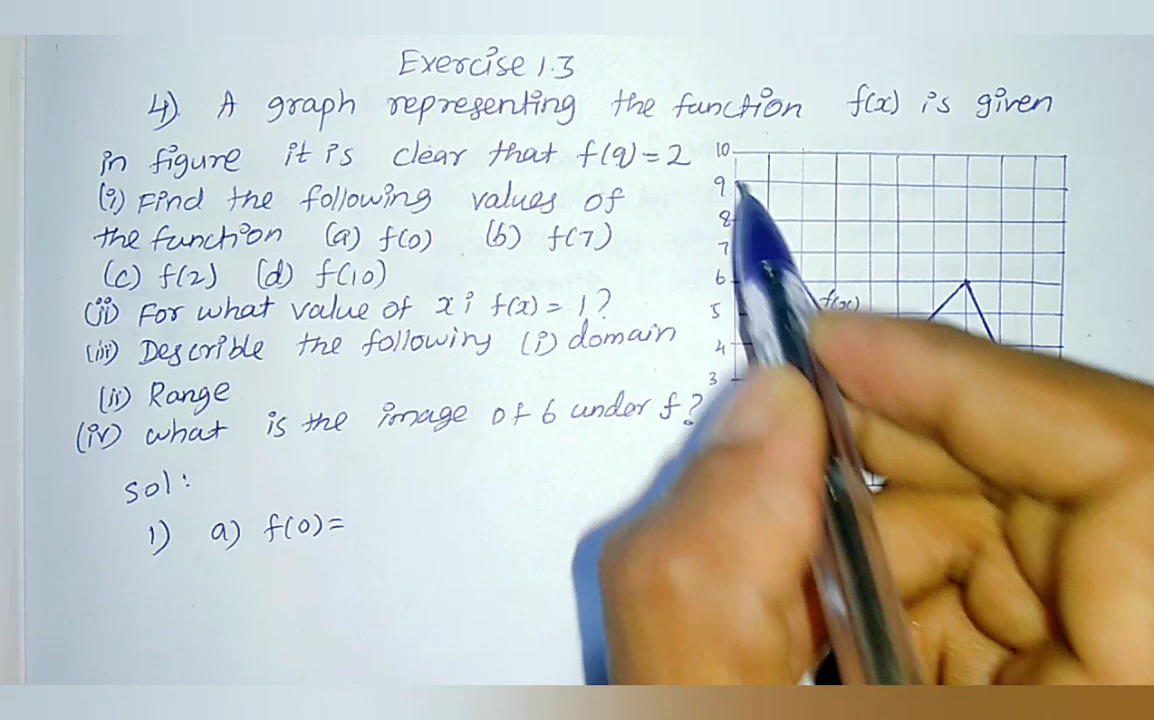 Exercise 1.3
4). A graph representing the function f(x) is given
in figure it is clear that f(9) = 2
(i) Find the following values of
the function (a) f(0) (b) f(7)
(c) f(2) (d) f(10)
(ii) For what value of x; f(x) = 1?
(iii) Describle the following (i) domain
(ii) Range
(iv) what is the image of 6 under f?
sol:
1) a) f(0) =
10
9
8
7
6
5
4
3
f(x)